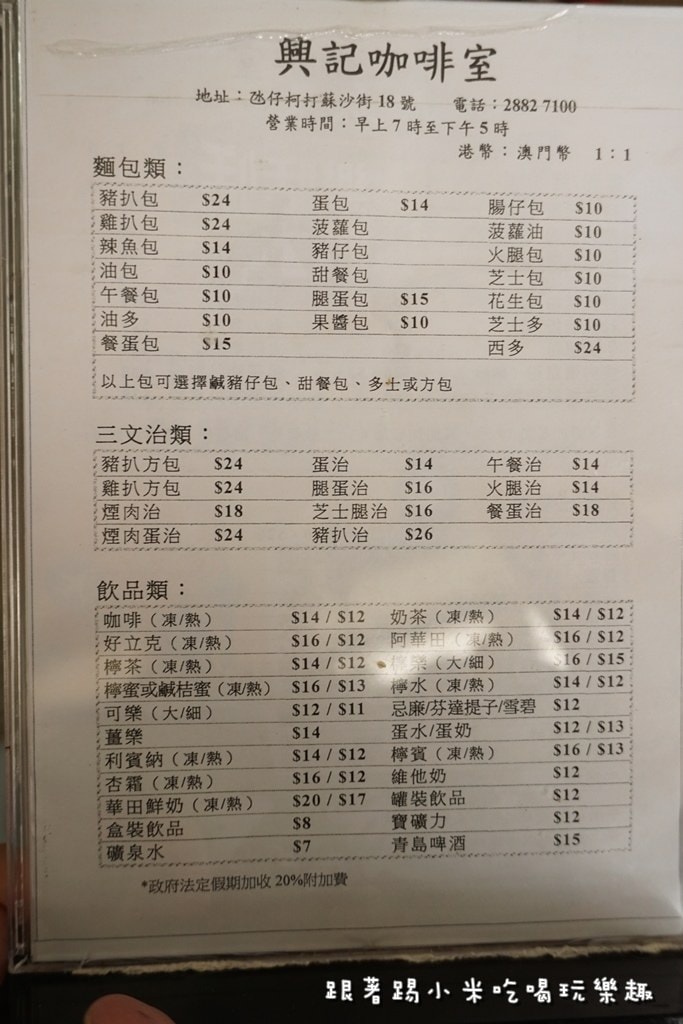 興記咖啡室
地址：氹仔柯打蘇沙街 18 號 電話：2882 7100
營業時間：早上 7 時至下午 5 時
港幣：澳門幣 1：1
麵包類：
豬扒包 $24 蛋包 $14 腸仔包 $10
雞扒包 $24 菠蘿包 菠蘿油 $10
辣魚包 $14 豬仔包 火腿包 $10
油包 $10 甜餐包 芝士包 $10
午餐包 $10 腿蛋包 $15 花生包 $10
油多 $10 果醬包 $10 芝士多 $10
餐蛋包 $15 西多 $24
以上包可選擇鹹豬仔包、甜餐包、多士或方包
三文治類：
豬扒方包 $24 蛋治 $14 午餐治 $14
雞扒方包 $24 腿蛋治 $16 火腿治 $14
煙肉治 $18 芝士腿治 $16 餐蛋治 $18
煙肉蛋治 $24 豬扒治 $26
飲品類：
咖啡（凍/熱） $14 / $12 奶茶（凍/熱） $14 / $12
好立克（凍/熱） $16 / $12 阿華田（凍/熱） $16 / $12
檸茶（凍/熱） $14 / $12 檸樂（大/細） $16 / $15
檸蜜或鹹桔蜜（凍/熱） $16 / $13 檸水（凍/熱） $14 / $12
可樂（大/細） $12 / $11 忌廉/芬達提子/雪碧 $12
薑樂 $14 蛋水/蛋奶 $12 / $13
利賓納（凍/熱） $14 / $12 檸賓（凍/熱） $16 / $13
杏霜（凍/熱） $16 / $12 維他奶 $12
華田鮮奶（凍/熱） $20 / $17 罐裝飲品 $12
盒裝飲品 $8 寶礦力 $12
礦泉水 $7 青島啤酒 $15
*政府法定假期加收 20%附加費
跟著踢小米吃喝玩樂趣